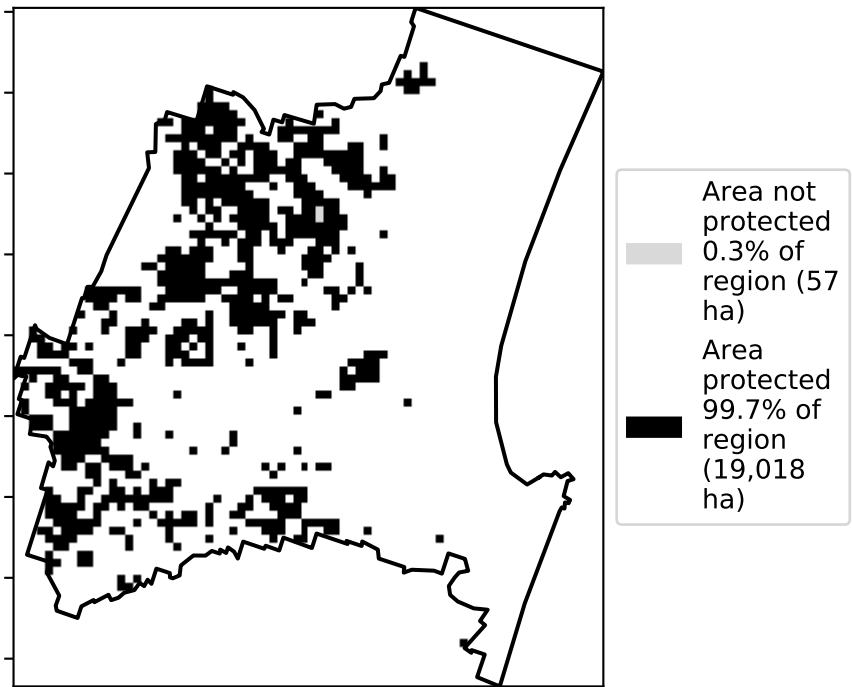 Area not
protected
0.3% of
region (57
ha)
Area
protected
99.7% of
region
(19,018
ha)